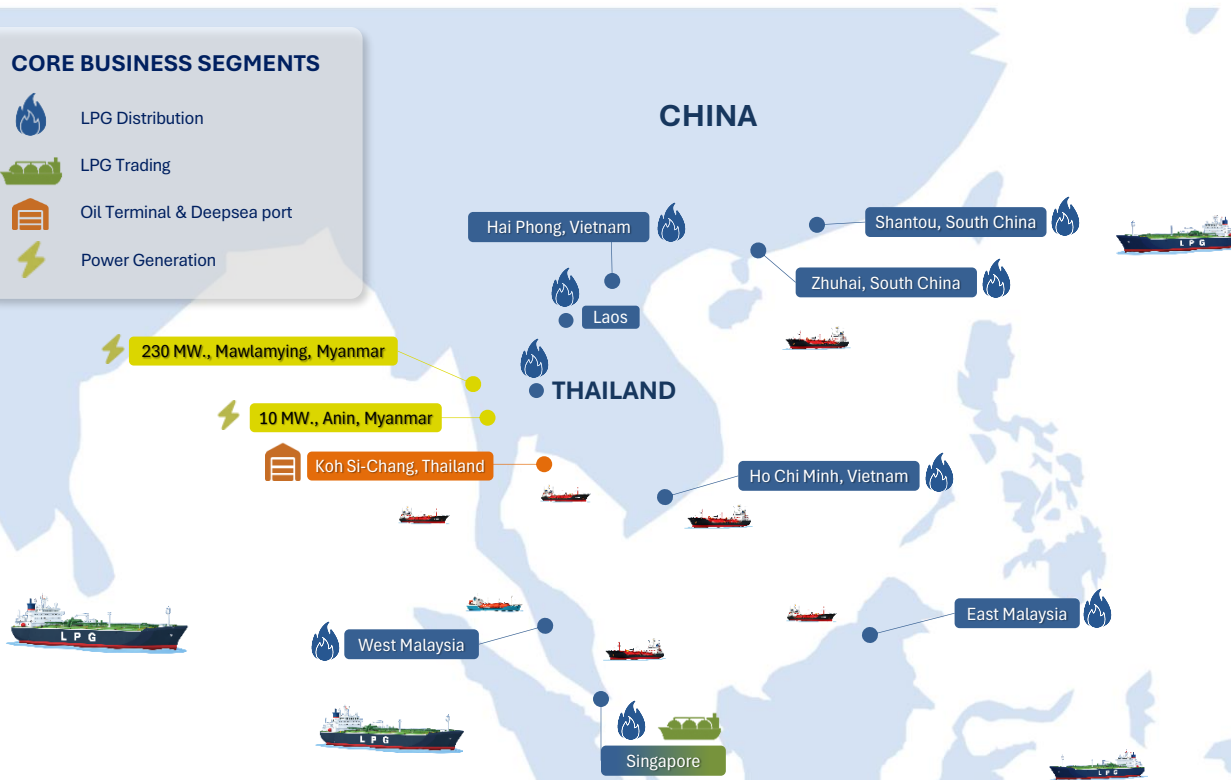 CORE BUSINESS SEGMENTS
LPG Distribution
LPG Trading
Oil Terminal & Deepsea port
Power Generation
CHINA
Hai Phong, Vietnam
Shantou, South China
LPG
Zhuhai, South China
Laos
230 MW., Mawlamying, Myanmar
THAILAND
10 MW., Anin, Myanmar
Koh Si-Chang, Thailand
Ho Chi Minh, Vietnam
East Malaysia
LPG
West Malaysia
LPG
Singapore
LPG